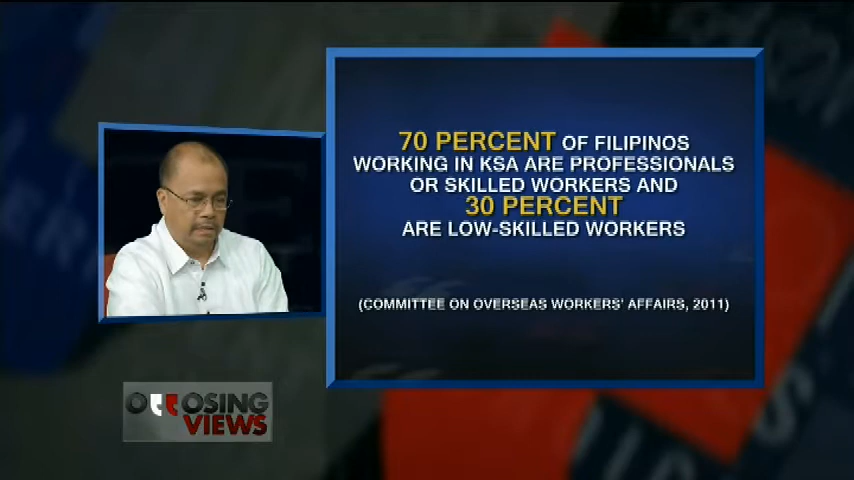 70 PERCENT OF FILIPINOS
WORKING IN KSA ARE PROFESSIONALS
OR SKILLED WORKERS AND
30 PERCENT
ARE LOW-SKILLED WORKERS
(COMMITTEE ON OVERSEAS WORKERS' AFFAIRS, 2011)
OPPOSING
VIEWS